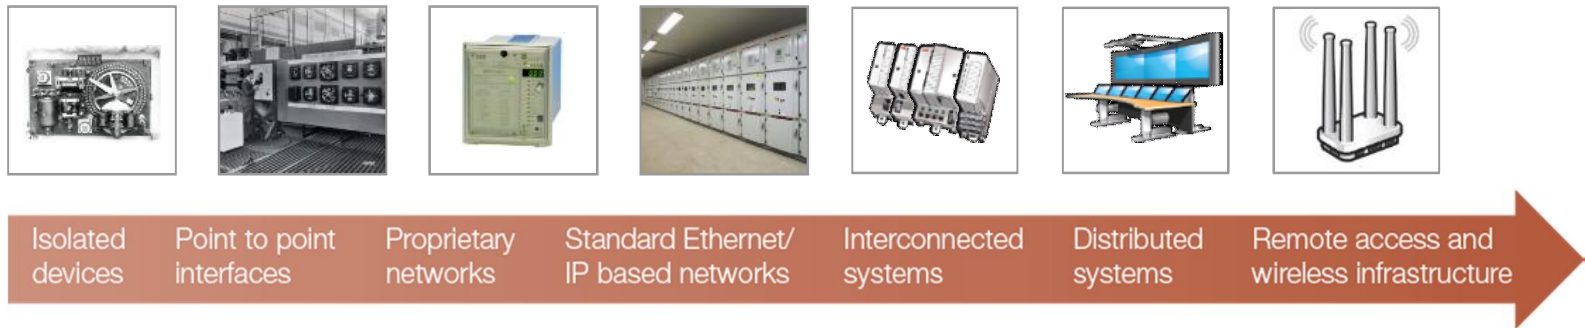 Isolated
devices
Point to point
interfaces
Proprietary
networks
Standard Ethernet/
IP based networks
Interconnected
systems
Distributed
systems
Remote access and
wireless infrastructure